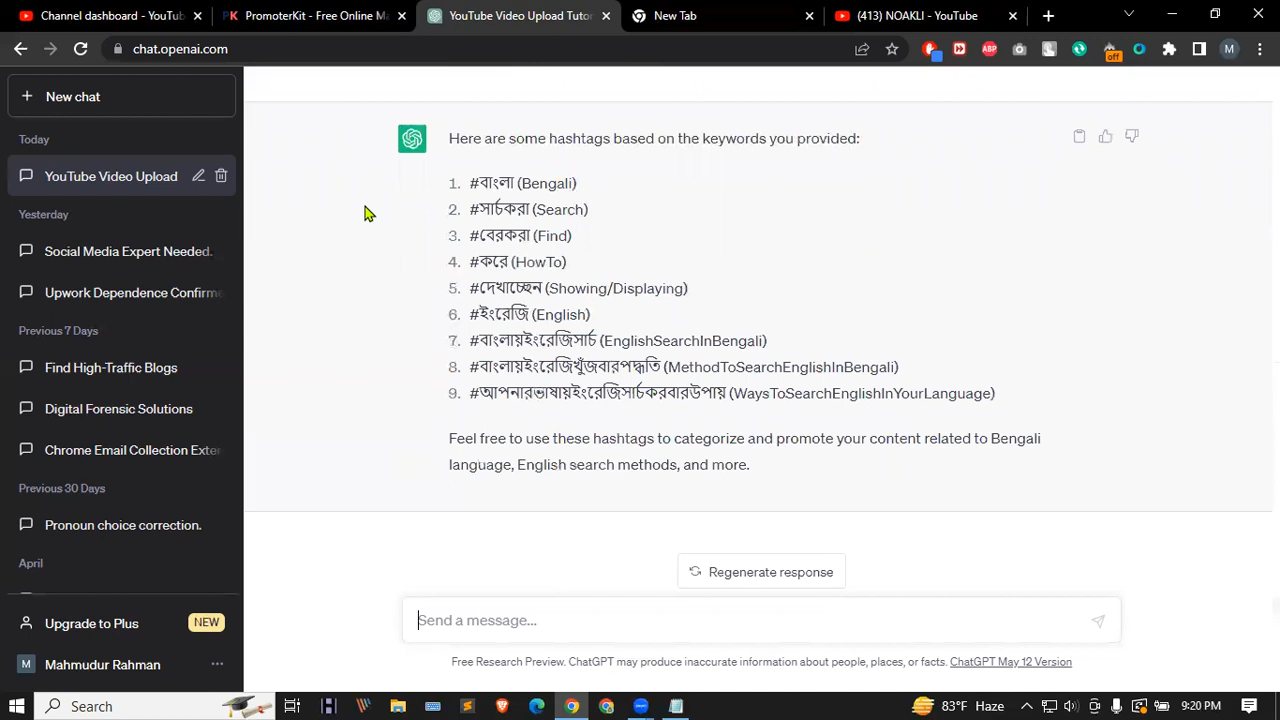 Channel dashboard - YouTub
PromoterKit - Free Online Ma
YouTube Video Upload Tutor
New Tab
(413) NOAKLI - YouTube
chat.openai.com
ABP
off
M
New chat
Today
YouTube Video Upload
Yesterday
Social Media Expert Needed.
Upwork Dependence Confirme
Previous 7 Days
Find High-Traffic Blogs
Digital Forensic Solutions
Chrome Email Collection Exte
Previous 30 Days
Pronoun choice correction.
April
Upgrade to Plus NEW
M Mahmudur Rahman
Here are some hashtags based on the keywords you provided:
1. #বাংলা (Bengali)
2. #সার্চকরা (Search)
3. #বেরকরা (Find)
4. #করে (HowTo)
5. #দেখাচ্ছেন (Showing/Displaying)
6. #ইংরেজি (English)
7. #বাংলায়ইংরেজিসার্চ (EnglishSearchInBengali)
8. #বাংলায়ইংরেজিখুঁজবারপদ্ধতি (MethodToSearchEnglishInBengali)
9. #আপনারভাষায়ইংরেজিসার্চকরবারউপায় (WaysToSearchEnglishInYourLanguage)
Feel free to use these hashtags to categorize and promote your content related to Bengali
language, English search methods, and more.
Regenerate response
Send a message...
Free Research Preview. ChatGPT may produce inaccurate information about people, places, or facts. ChatGPT May 12 Version
Search
83°F Haze
9:20 PM